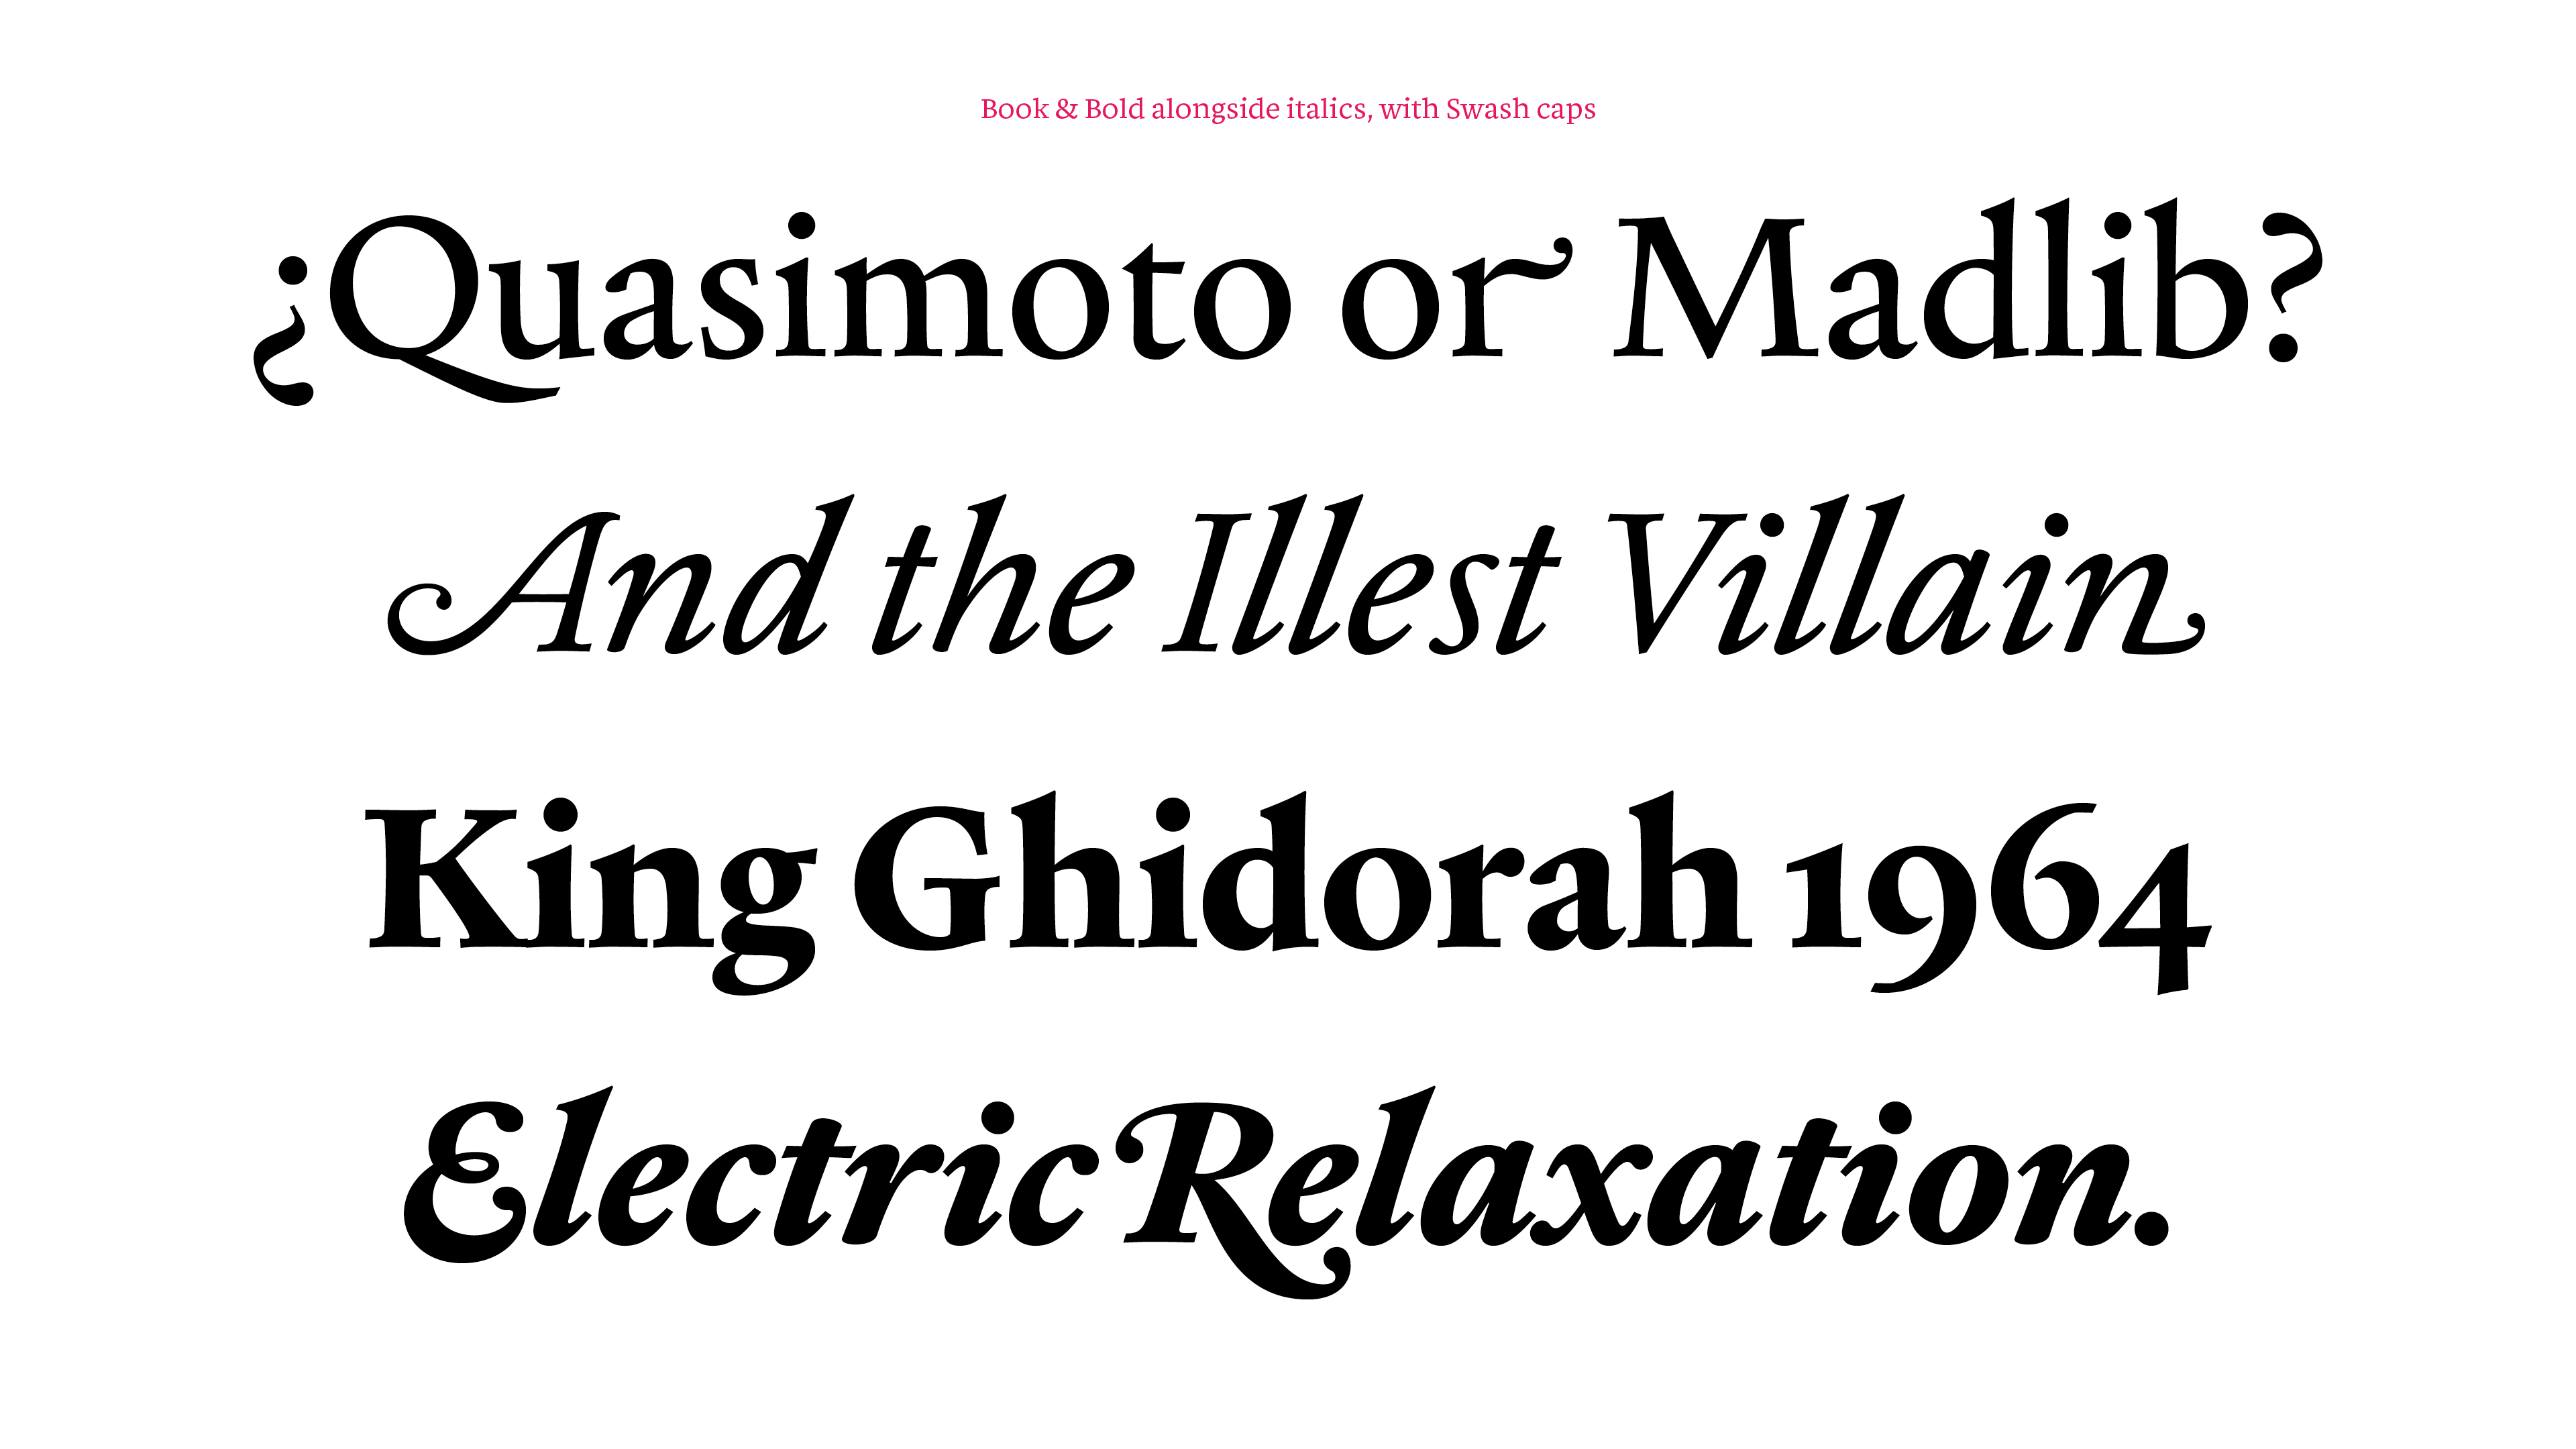 Book & Bold alongside italics, with Swash caps
¿Quasimoto or Madlib?
And the Illest Villain
King Ghidorah 1964
Electric Relaxation.